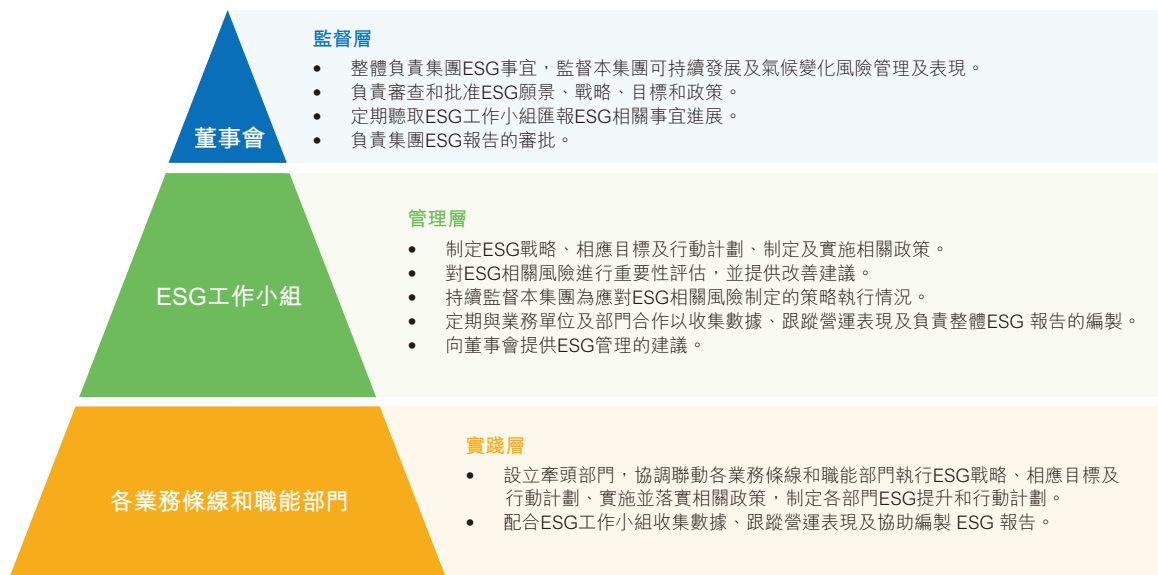 監督層
• 整體負責集團ESG事宜，監督本集團可持續發展及氣候變化風險管理及表現。
• 負責審查和批准ESG願景、戰略、目標和政策。
• 定期聽取ESG工作小組匯報ESG相關事宜進展。
• 負責集團ESG報告的審批。
董事會
管理層
• 制定ESG戰略、相應目標及行動計劃、制定及實施相關政策。
• 對ESG相關風險進行重要性評估，並提供改善建議。
• 持續監督本集團為應對ESG相關風險制定的策略執行情況。
• 定期與業務單位及部門合作以收集數據、跟蹤營運表現及負責整體ESG 報告的編製。
• 向董事會提供ESG管理的建議。
ESG工作小組
實踐層
• 設立牽頭部門，協調聯動各業務條線和職能部門執行ESG戰略、相應目標及
行動計劃、實施並落實相關政策，制定各部門ESG提升和行動計劃。
• 配合ESG工作小組收集數據、跟蹤營運表現及協助編製 ESG 報告。
各業務條線和職能部門